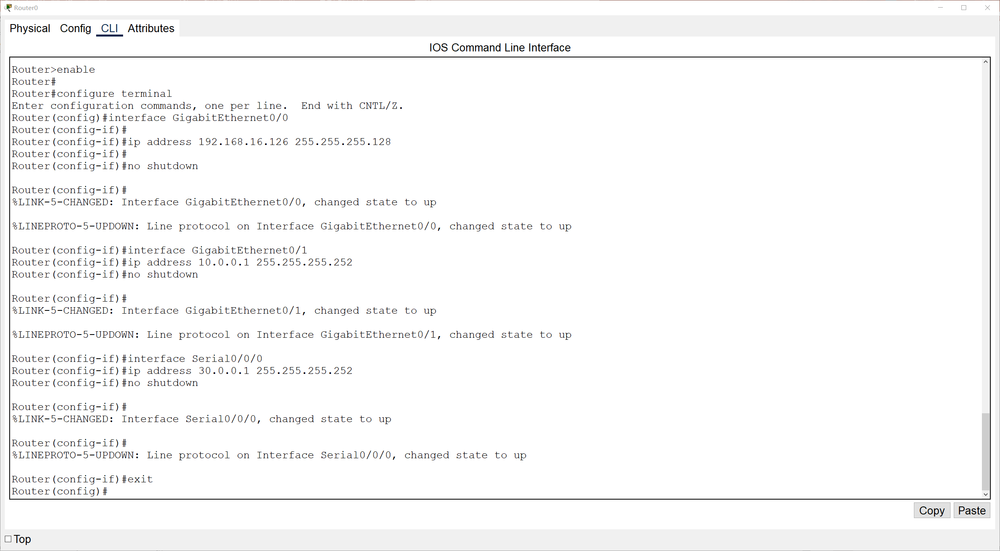 Router0
Physical Config CLI Attributes
IOS Command Line Interface
Router>enable
Router#
Router#configure terminal
Enter configuration commands, one per line.  End with CNTL/Z.
Router(config)#interface GigabitEthernet0/0
Router(config-if)#
Router(config-if)#ip address 192.168.16.126 255.255.255.128
Router(config-if)#
Router(config-if)#no shutdown
Router(config-if)#
%LINK-5-CHANGED: Interface GigabitEthernet0/0, changed state to up
%LINEPROTO-5-UPDOWN: Line protocol on Interface GigabitEthernet0/0, changed state to up
Router(config-if)#interface GigabitEthernet0/1
Router(config-if)#ip address 10.0.0.1 255.255.255.252
Router(config-if)#no shutdown
Router(config-if)#
%LINK-5-CHANGED: Interface GigabitEthernet0/1, changed state to up
%LINEPROTO-5-UPDOWN: Line protocol on Interface GigabitEthernet0/1, changed state to up
Router(config-if)#interface Serial0/0/0
Router(config-if)#ip address 30.0.0.1 255.255.255.252
Router(config-if)#no shutdown
Router(config-if)#
%LINK-5-CHANGED: Interface Serial0/0/0, changed state to up
Router(config-if)#
%LINEPROTO-5-UPDOWN: Line protocol on Interface Serial0/0/0, changed state to up
Router(config-if)#exit
Router(config)#
Copy Paste
Top